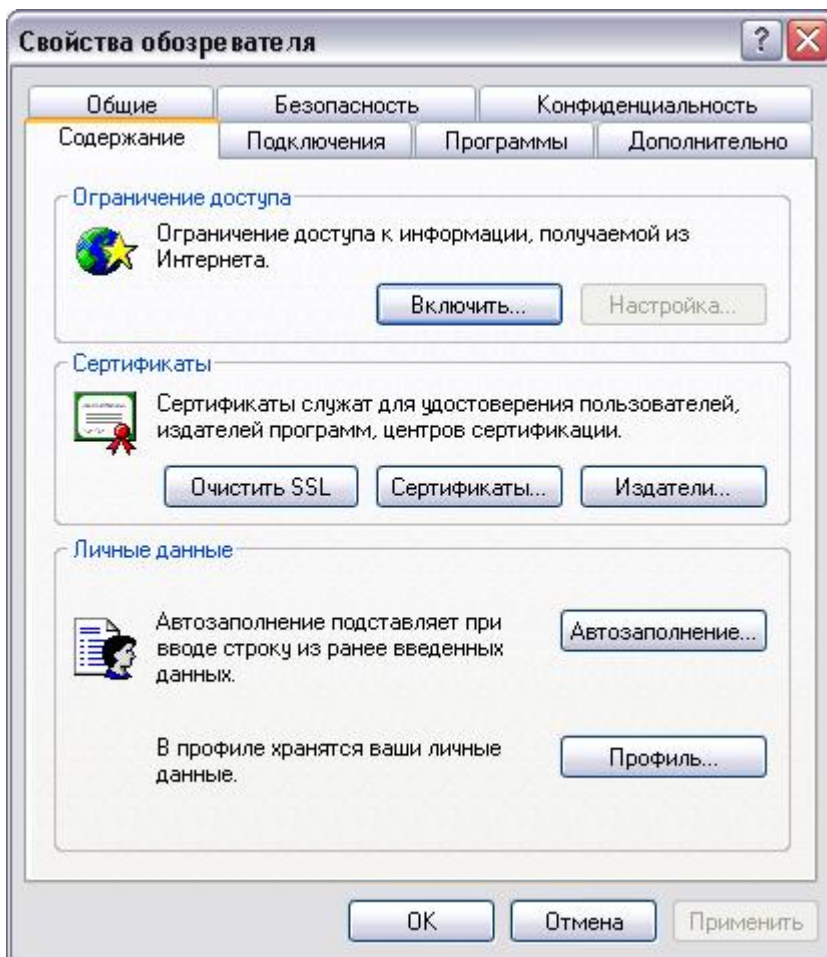 Свойства обозревателя
Общие Безопасность Конфиденциальность
Содержание Подключения Программы Дополнительно
Ограничение доступа
Ограничение доступа к информации, получаемой из
Интернета.
Включить... Настройка...
Сертификаты
Сертификаты служат для удостоверения пользователей,
издателей программ, центров сертификации.
Очистить SSL Сертификаты... Издатели...
Личные данные
Автозаполнение подставляет при
вводе строку из ранее введенных
данных.
Автозаполнение...
В профиле хранятся ваши личные
данные.
Профиль...
OK Отмена Применить